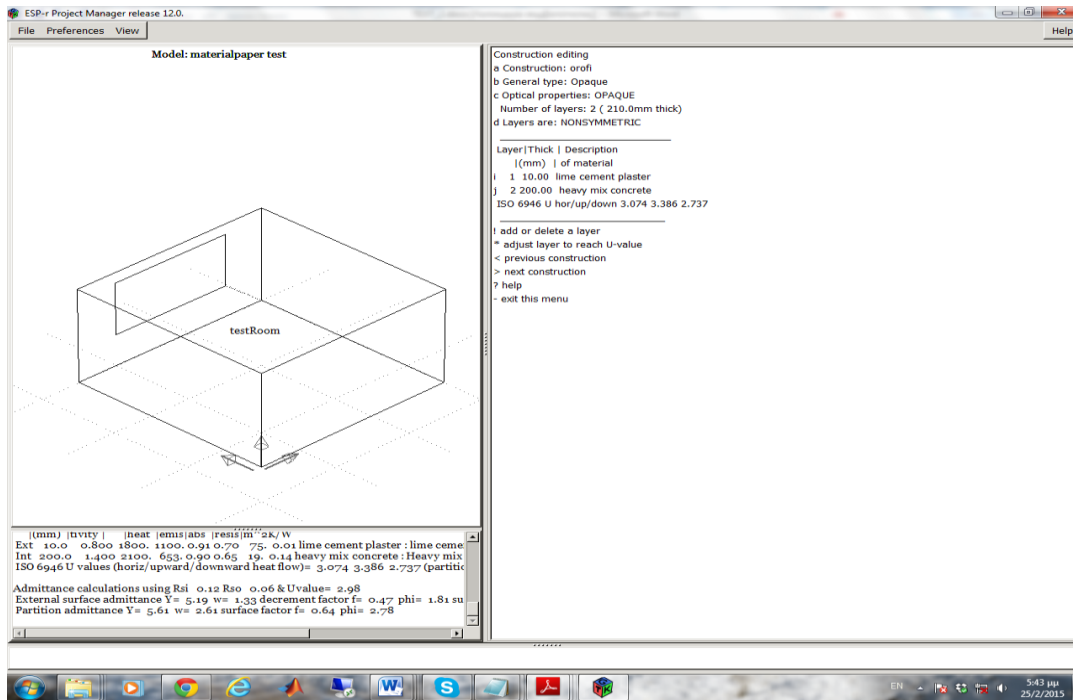 ESP-r Project Manager release 12.0.
File Preferences View Help
Model: materialpaper test
testRoom
Construction editing
a Construction: orofi
b General type: Opaque
c Optical properties: OPAQUE
Number of layers: 2 ( 210.0mm thick)
d Layers are: NONSYMMETRIC
Layer|Thick | Description
|(mm) | of material
i 1 10.00 lime cement plaster
j 2 200.00 heavy mix concrete
ISO 6946 U hor/up/down 3.074 3.386 2.737
! add or delete a layer
* adjust layer to reach U-value
< previous construction
> next construction
? help
- exit this menu
|(mm) |tivity | |heat |emis|abs |resis|m^2K/W
Ext 10.0 0.800 1800. 1100. 0.91 0.70 75. 0.01 lime cement plaster : lime ceme
Int 200.0 1.400 2100. 653. 0.90 0.65 19. 0.14 heavy mix concrete : Heavy mix
ISO 6946 U values (horiz/upward/downward heat flow)= 3.074 3.386 2.737 (partitic
Admittance calculations using Rsi 0.12 Rso 0.06 & Uvalue= 2.98
External surface admittance Y= 5.19 w= 1.33 decrement factor f= 0.47 phi= 1.81 su
Partition admittance Y= 5.61 w= 2.61 surface factor f= 0.64 phi= 2.78
EN
5:43 μμ
25/2/2015